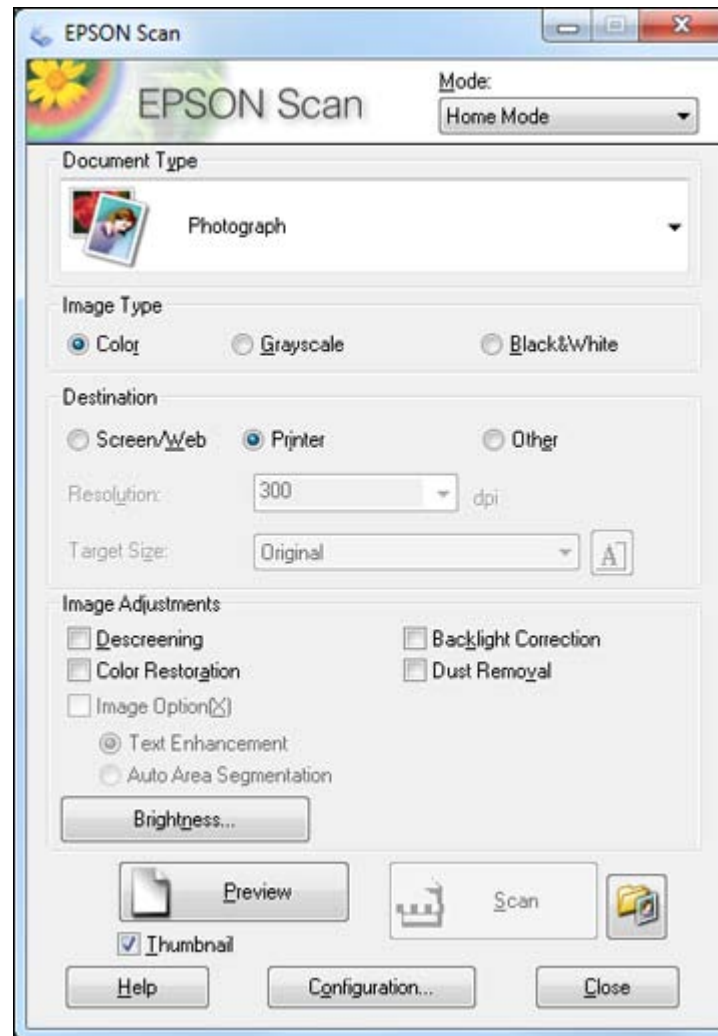 EPSON Scan
EPSON Scan
Mode:
Home Mode
Document Type
Photograph
Image Type
Color Grayscale Black&White
Destination
Screen/Web Printer Other
Resolution: 300 dpi
Target Size: Original A
Image Adjustments
Descreening Backlight Correction
Color Restoration Dust Removal
Image Option(X)
Text Enhancement
Auto Area Segmentation
Brightness...
Preview Scan
Thumbnail
Help Configuration... Close